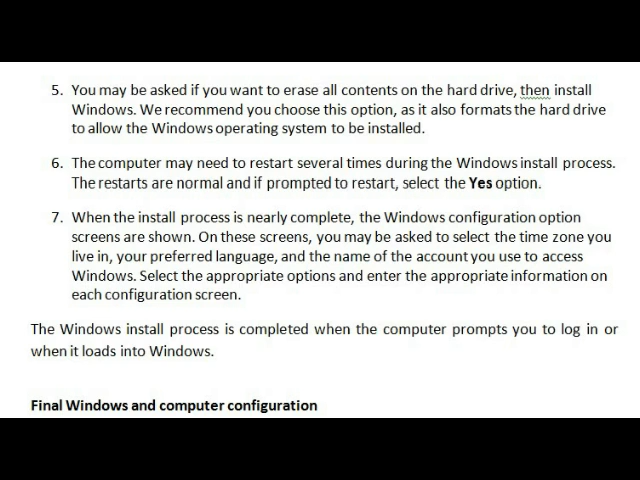 5. You may be asked if you want to erase all contents on the hard drive, then install
Windows. We recommend you choose this option, as it also formats the hard drive
to allow the Windows operating system to be installed.
6. The computer may need to restart several times during the Windows install process.
The restarts are normal and if prompted to restart, select the Yes option.
7. When the install process is nearly complete, the Windows configuration option
screens are shown. On these screens, you may be asked to select the time zone you
live in, your preferred language, and the name of the account you use to access
Windows. Select the appropriate options and enter the appropriate information on
each configuration screen.
The Windows install process is completed when the computer prompts you to log in or
when it loads into Windows.
Final Windows and computer configuration